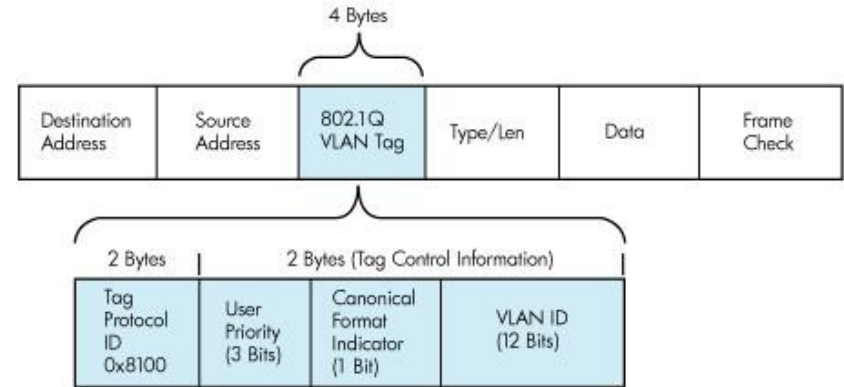 4 Bytes
Destination
Address
Source
Address
802.1Q
VLAN Tag
Type/Len
Data
Frame
Check
2 Bytes
2 Bytes (Tag Control Information)
Tag
Protocol
ID
0x8100
User
Priority
(3 Bits)
Canonical
Format
Indicator
(1 Bit)
VLAN ID
(12 Bits)